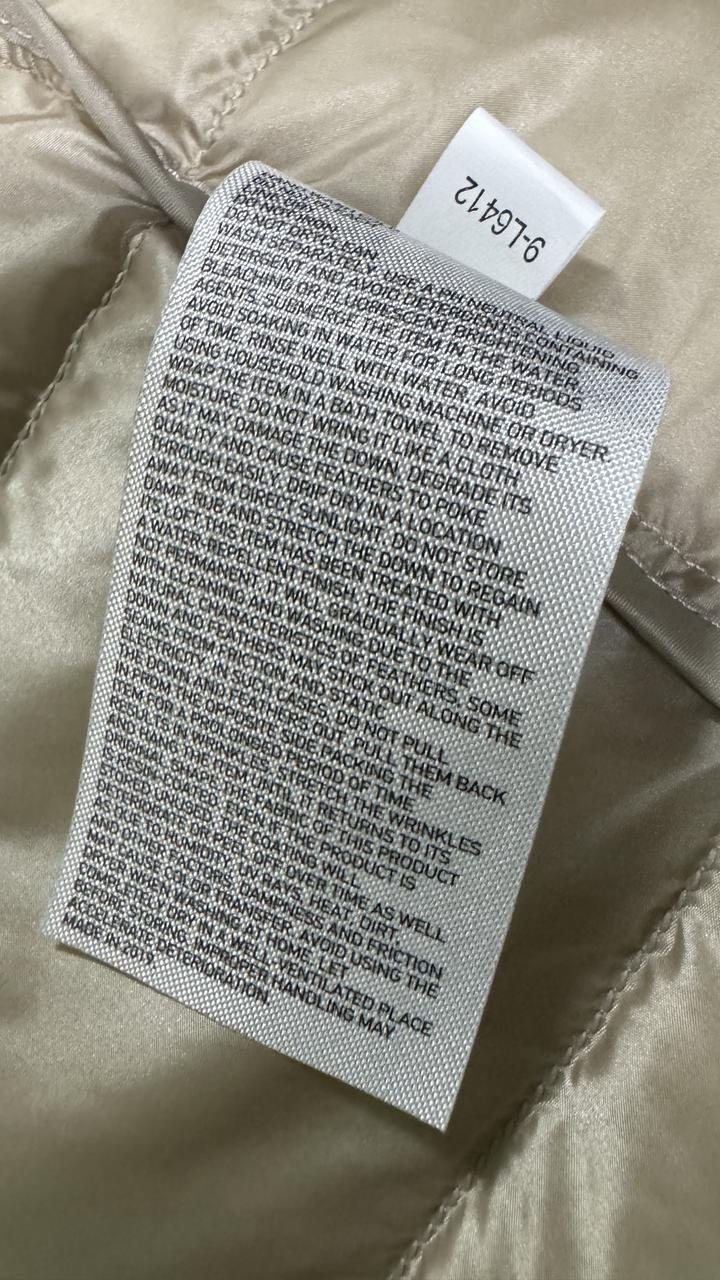 9-L6412
DO NOT IRON.
DO NOT DRY CLEAN.
WASH SEPARATELY. USE A PH NEUTRAL LIQUID
DETERGENT AND AVOID DETERGENTS CONTAINING
BLEACHING OR FLUORESCENT BRIGHTENING
AGENTS. SUBMERGE THE ITEM IN THE WATER,
AVOID SOAKING IN WATER FOR LONG PERIODS
OF TIME. RINSE WELL WITH WATER. AVOID
USING HOUSEHOLD WASHING MACHINE OR DRYER.
WRAP THE ITEM IN A BATH TOWEL TO REMOVE
MOISTURE. DO NOT WRING IT LIKE A CLOTH
AS IT MAY DAMAGE THE DOWN, DEGRADE ITS
QUALITY AND CAUSE FEATHERS TO POKE
THROUGH EASILY. DRIP DRY IN A LOCATION
AWAY FROM DIRECT SUNLIGHT. DO NOT STORE
DAMP. RUB AND STRETCH THE DOWN TO REGAIN
ITS LOFT. THIS ITEM HAS BEEN TREATED WITH
A WATER-REPELLENT FINISH. THE FINISH IS
NOT PERMANENT. IT WILL GRADUALLY WEAR OFF
WITH CLEANING AND WASHING DUE TO THE
NATURAL CHARACTERISTICS OF FEATHERS, SOME
DOWN AND FEATHERS MAY STICK OUT ALONG THE
SEAMS FROM FRICTION AND STATIC
ELECTRICITY. IN SUCH CASES, DO NOT PULL
THE DOWN AND FEATHERS OUT. PULL THEM BACK
IN FROM THE OPPOSITE SIDE PACKING THE
ITEM FOR A PROLONGED PERIOD OF TIME
RESULTS IN WRINKLES. STRETCH THE WRINKLES
AND HANG THE ITEM UNTIL IT RETURNS TO ITS
ORIGINAL SHAPE. THE FABRIC OF THIS PRODUCT
IS RESIN-COATED. EVEN IF THE PRODUCT IS
STORED UNUSED, THE COATING WILL
DETERIORATE OR PEEL OFF OVER TIME AS WELL
AS DUE TO HUMIDITY, UV-RAYS, HEAT, DIRT,
AND OTHER FACTORS. DAMPNESS AND FRICTION
MAY CAUSE COLOR TRANSFER. AVOID USING THE
DRYER WHEN WASHING AT HOME. LET
COMPLETELY DRY IN A WELL-VENTILATED PLACE
BEFORE STORING. IMPROPER HANDLING MAY
ACCELERATE DETERIORATION.
MADE IN 2019